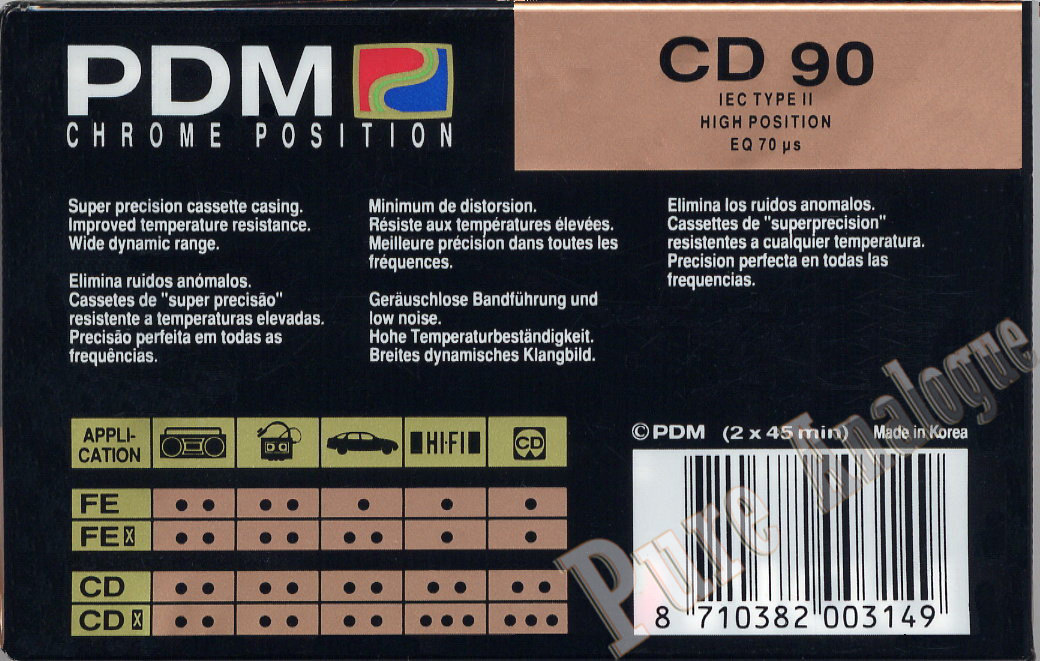 PDM
CHROME POSITION
CD 90
IEC TYPE II
HIGH POSITION
EQ 70 µs
Super precision cassette casing.
Improved temperature resistance.
Wide dynamic range.
Elimina ruidos anómalos.
Cassetes de "super precisão"
resistente a temperaturas elevadas.
Precisão perfeita em todas as
frequências.
Minimum de distorsion.
Résiste aux températures élevées.
Meilleure précision dans toutes les
fréquences.
Geräuschlose Bandführung und
low noise.
Hohe Temperaturbeständigkeit.
Breites dynamisches Klangbild.
Elimina los ruidos anomalos.
Cassettes de "superprecision"
resistentes a cualquier temperatura.
Precision perfecta en todas las
frequencias.
APPLI-
CATION
HI-FI
CD
FE
FE X
CD
CD X
© PDM (2 x 45 min) Made in Korea
8 710382 003149
Pure Analogue